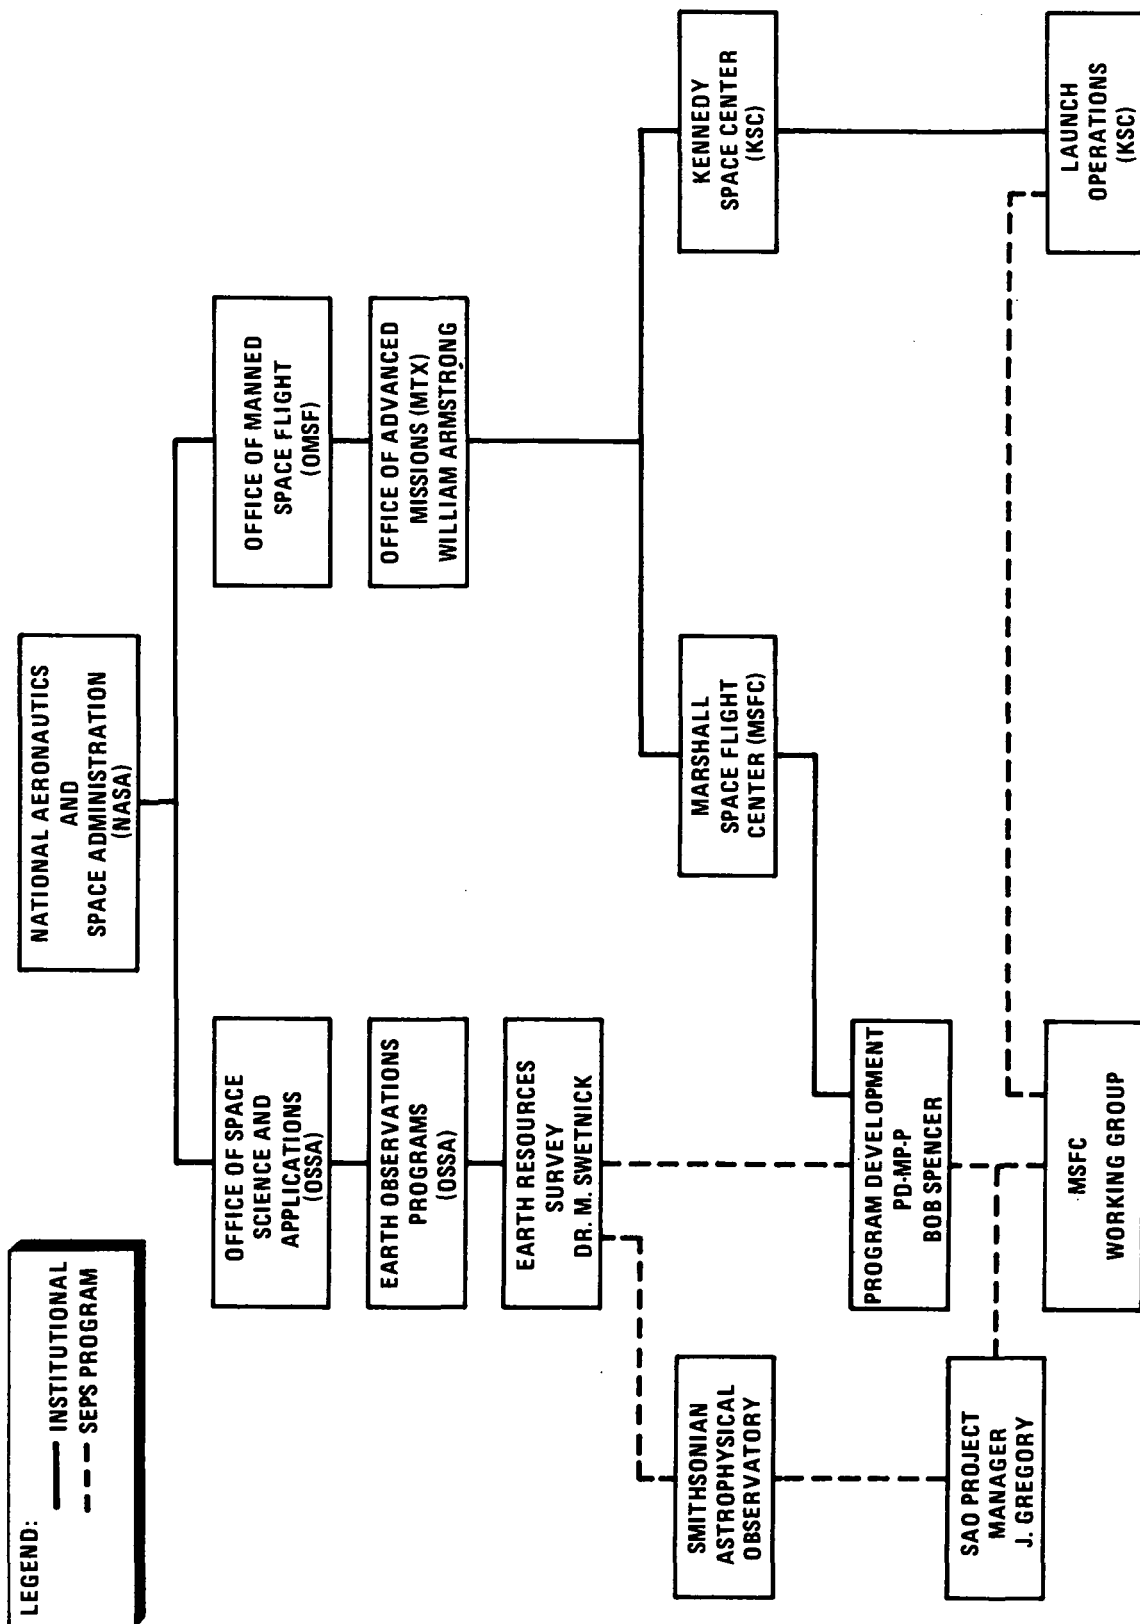 LEGEND:
INSTITUTIONAL
SEPS PROGRAM
NATIONAL AERONAUTICS
AND
SPACE ADMINISTRATION
(NASA)
OFFICE OF SPACE
SCIENCE AND
APPLICATIONS
(OSSA)
OFFICE OF MANNED
SPACE FLIGHT
(OMSF)
EARTH OBSERVATIONS
PROGRAMS
(OSSA)
OFFICE OF ADVANCED
MISSIONS (MTX)
WILLIAM ARMSTRONG
EARTH RESOURCES
SURVEY
DR. M. SWETNICK
SMITHSONIAN
ASTROPHYSICAL
OBSERVATORY
MARSHALL
SPACE FLIGHT
CENTER (MSFC)
KENNEDY
SPACE CENTER
(KSC)
PROGRAM DEVELOPMENT
PD-MP-P
BOB SPENCER
SAO PROJECT
MANAGER
J. GREGORY
MSFC
WORKING GROUP
LAUNCH
OPERATIONS
(KSC)